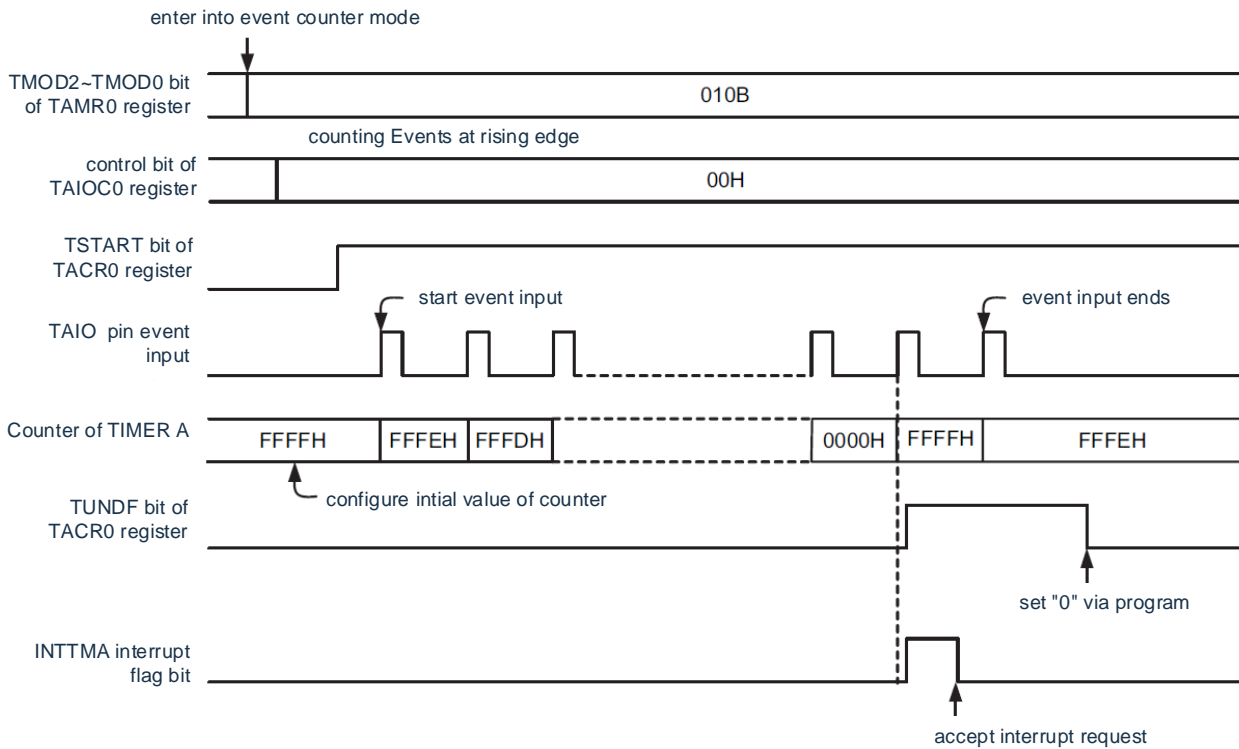 enter into event counter mode
TMOD2~TMOD0 bit
of TAMR0 register
010B
counting Events at rising edge
control bit of
TAIOC0 register
00H
TSTART bit of
TACR0 register
start event input
event input ends
TAIO pin event
input
Counter of TIMER A
FFFFH
FFFEH
FFFDH
0000H
FFFFH
FFFEH
configure intial value of counter
TUNDF bit of
TACR0 register
set "0" via program
INTTMA interrupt
flag bit
accept interrupt request